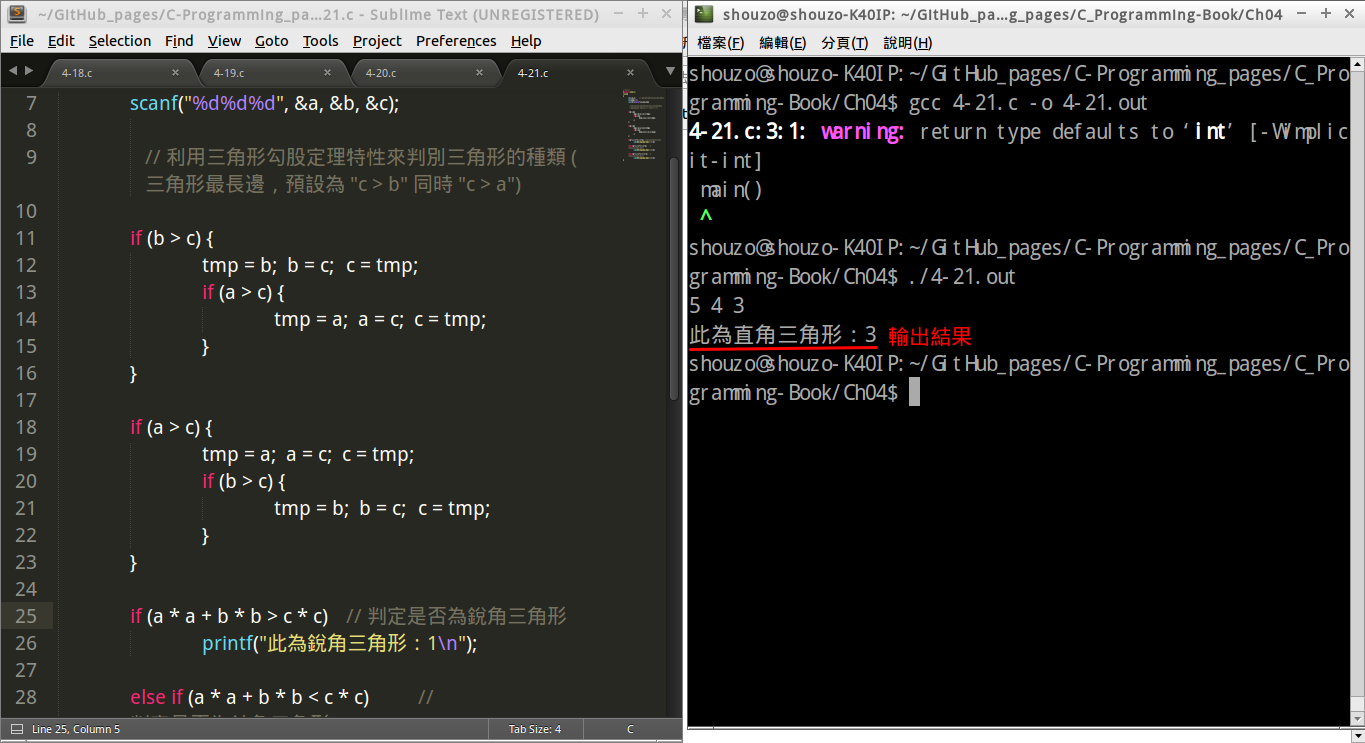 ~/GitHub_pages/C-Programming_pa...21.c - Sublime Text (UNREGISTERED)
File Edit Selection Find View Goto Tools Project Preferences Help
4-18.c 4-19.c 4-20.c 4-21.c
7 scanf("%d%d%d", &a, &b, &c);
8
9 // 利用三角形勾股定理特性來判別三角形的種類 (
三角形最長邊，預設為 "c > b" 同時 "c > a")
10
11 if (b > c) {
12 tmp = b; b = c; c = tmp;
13 if (a > c) {
14 tmp = a; a = c; c = tmp;
15 }
16 }
17
18 if (a > c) {
19 tmp = a; a = c; c = tmp;
20 if (b > c) {
21 tmp = b; b = c; c = tmp;
22 }
23 }
24
25 if (a * a + b * b > c * c) // 判定是否為銳角三角形
26 printf("此為銳角三角形：1\n");
27
28 else if (a * a + b * b < c * c) //
Line 25, Column 5 Tab Size: 4 C
shouzo@shouzo-K40IP: ~/GitHub_pa...g_pages/C_Programming-Book/Ch04
檔案(F) 編輯(E) 分頁(T) 說明(H)
shouzo@shouzo-K40IP:~/GitHub_pages/C-Programming_pages/C_Pro
gramming-Book/Ch04$ gcc 4-21.c -o 4-21.out
4-21.c:3:1: warning: return type defaults to ‘int’ [-Wimplic
it-int]
main()
^
shouzo@shouzo-K40IP:~/GitHub_pages/C-Programming_pages/C_Pro
gramming-Book/Ch04$ ./4-21.out
5 4 3
此為直角三角形：3 輸出結果
shouzo@shouzo-K40IP:~/GitHub_pages/C-Programming_pages/C_Pro
gramming-Book/Ch04$